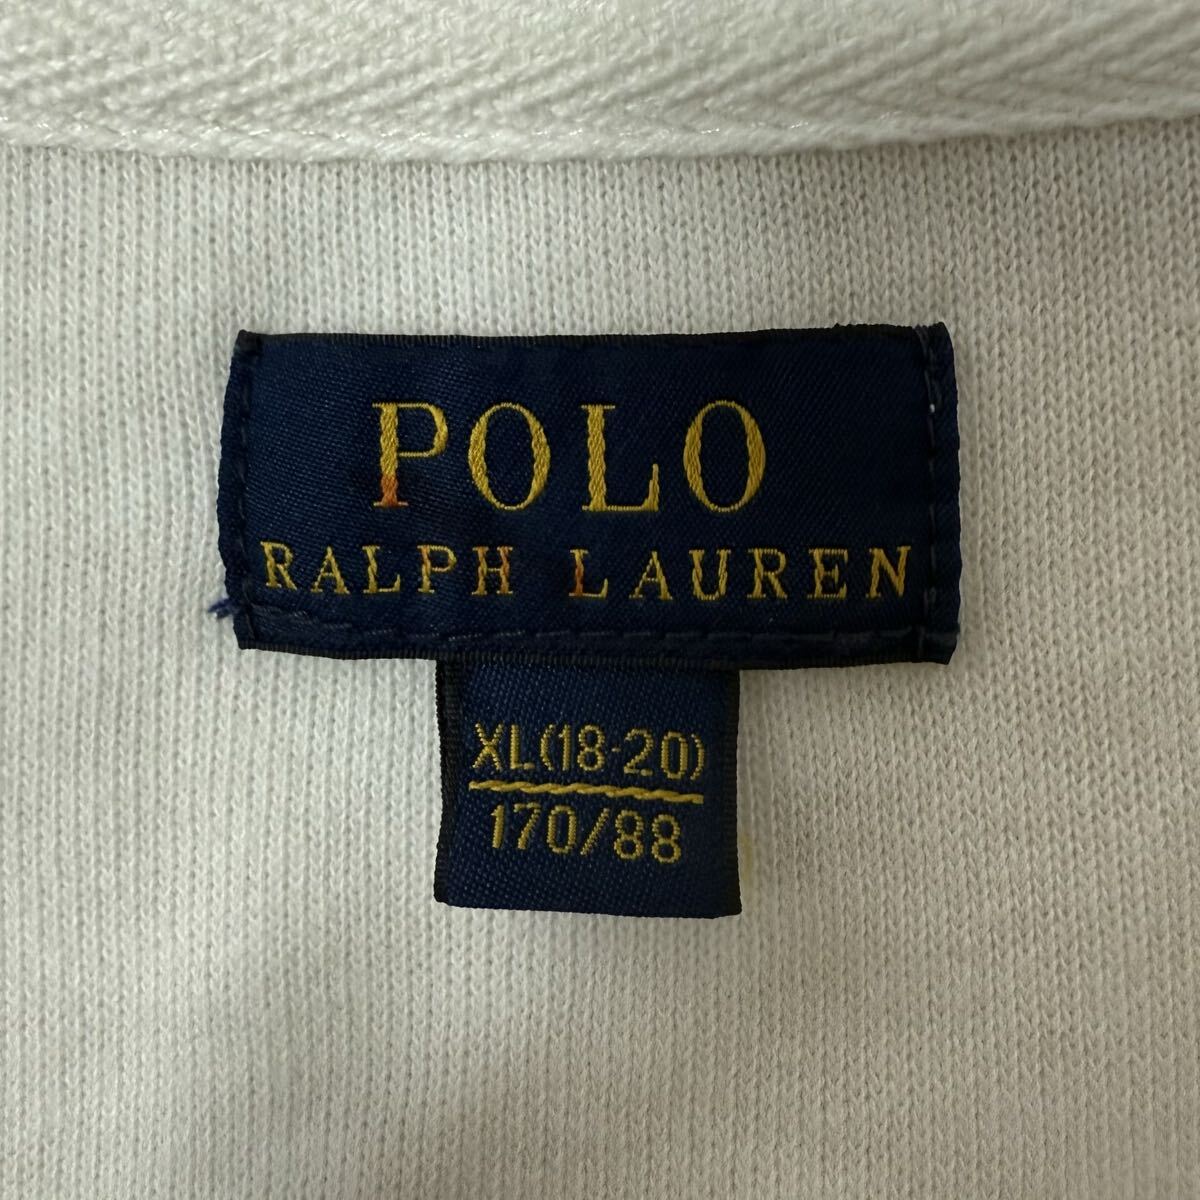 POLO
RALPH LAUREN
XL(18-20)
170/88